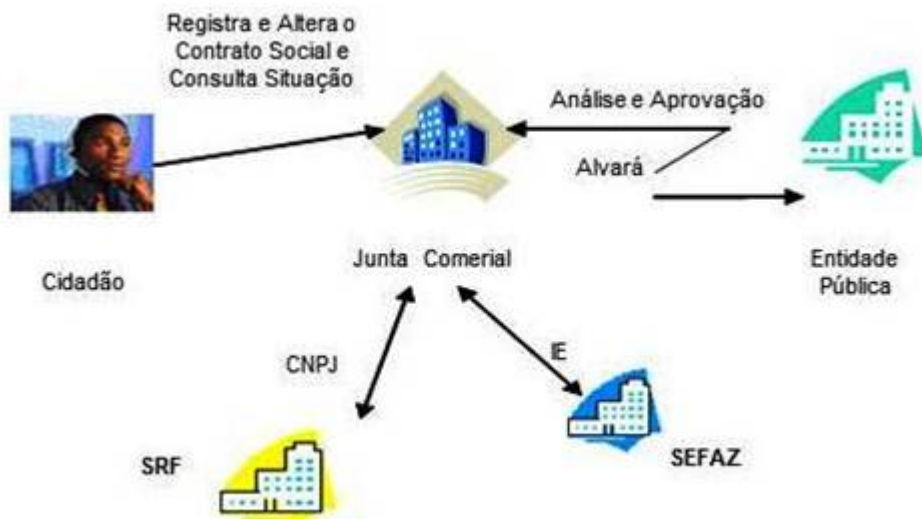 Registra e Altera o
Contrato Social e
Consulta Situação
Análise e Aprovação
Alvará
Cidadão
Junta Comerial
Entidade
Pública
CNPJ
IE
SRF
SEFAZ